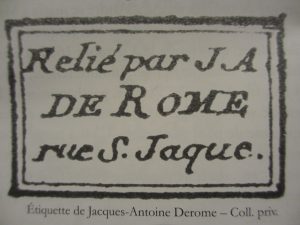 Relié par J.A.
DE ROME
rue S. Jaque.
Étiquette de Jacques-Antoine Derome – Coll. priv.